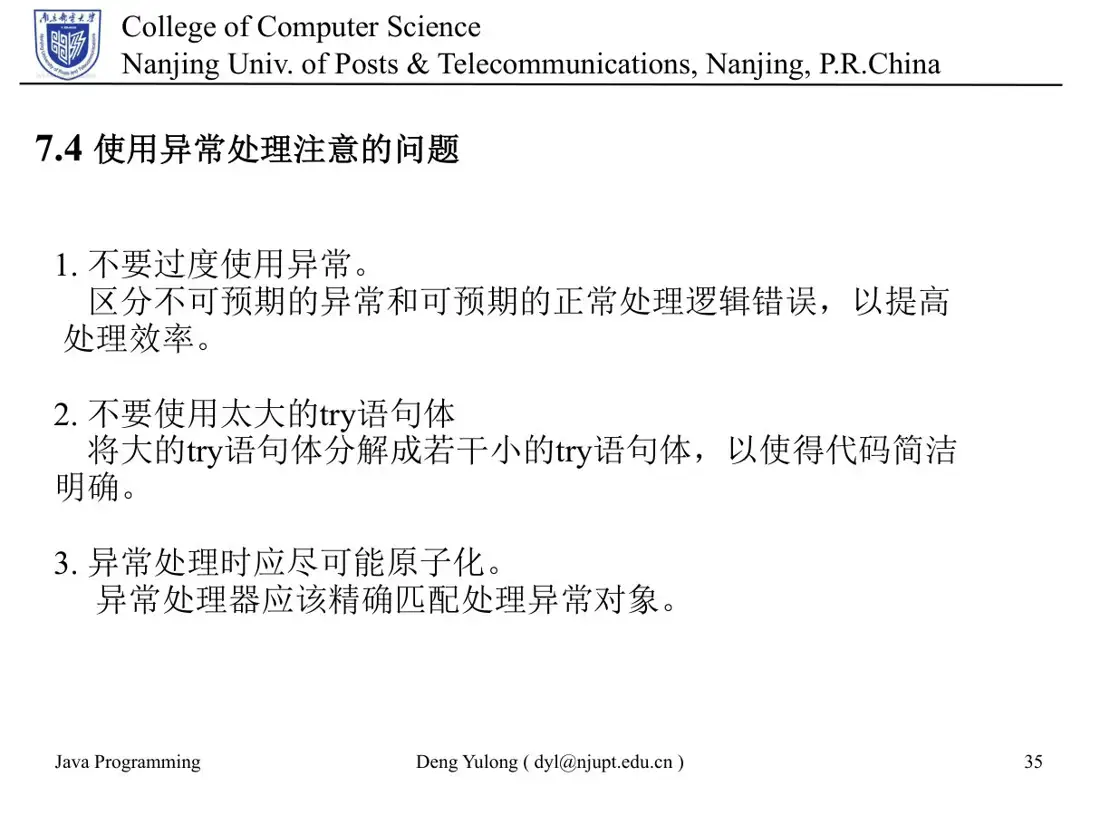 College of Computer Science
Nanjing Univ. of Posts & Telecommunications, Nanjing, P.R.China
7.4 使用异常处理注意的问题
1. 不要过度使用异常。
区分不可预期的异常和可预期的正常处理逻辑错误，以提高
处理效率。
2. 不要使用太大的try语句体
将大的try语句体分解成若干小的try语句体，以使得代码简洁
明确。
3. 异常处理时应尽可能原子化。
异常处理器应该精确匹配处理异常对象。
Java Programming
Deng Yulong ( dyl@njupt.edu.cn )
35